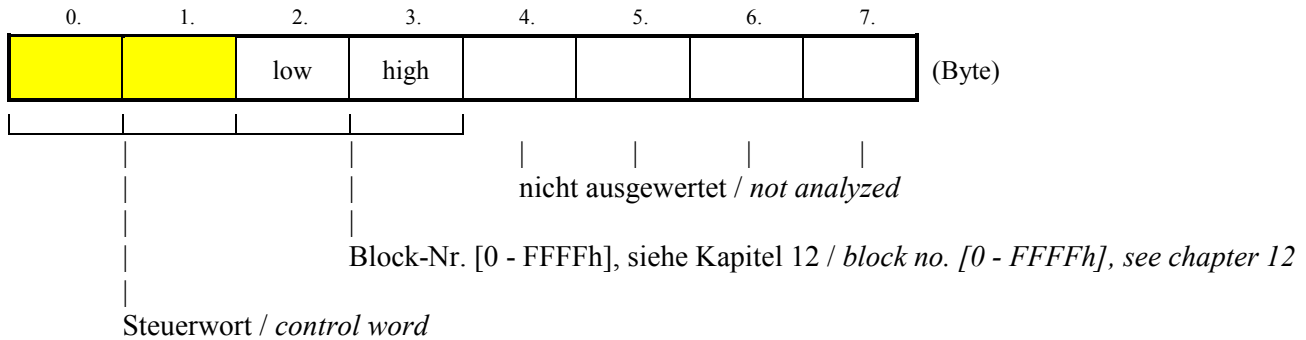 0. 1. 2. 3. 4. 5. 6. 7.
low high (Byte)
nicht ausgewertet / not analyzed
Block-Nr. [0 - FFFFh], siehe Kapitel 12 / block no. [0 - FFFFh], see chapter 12
Steuerwort / control word